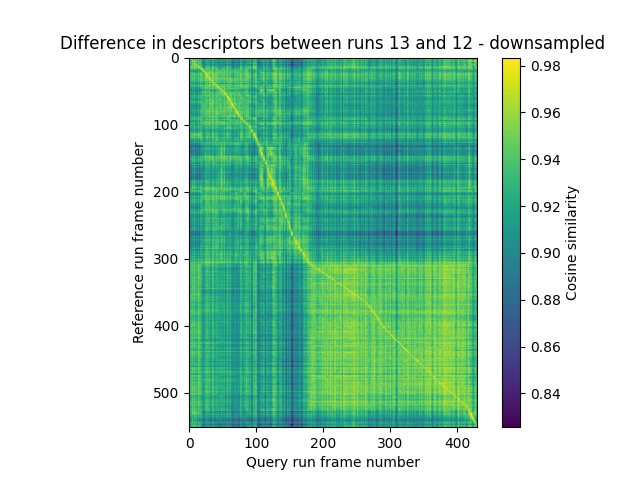 Difference in descriptors between runs 13 and 12 - downsampled
0
100
200
300
400
500
Reference run frame number
0 100 200 300 400
Query run frame number
0.98
0.96
0.94
0.92
0.90
0.88
0.86
0.84
Cosine similarity